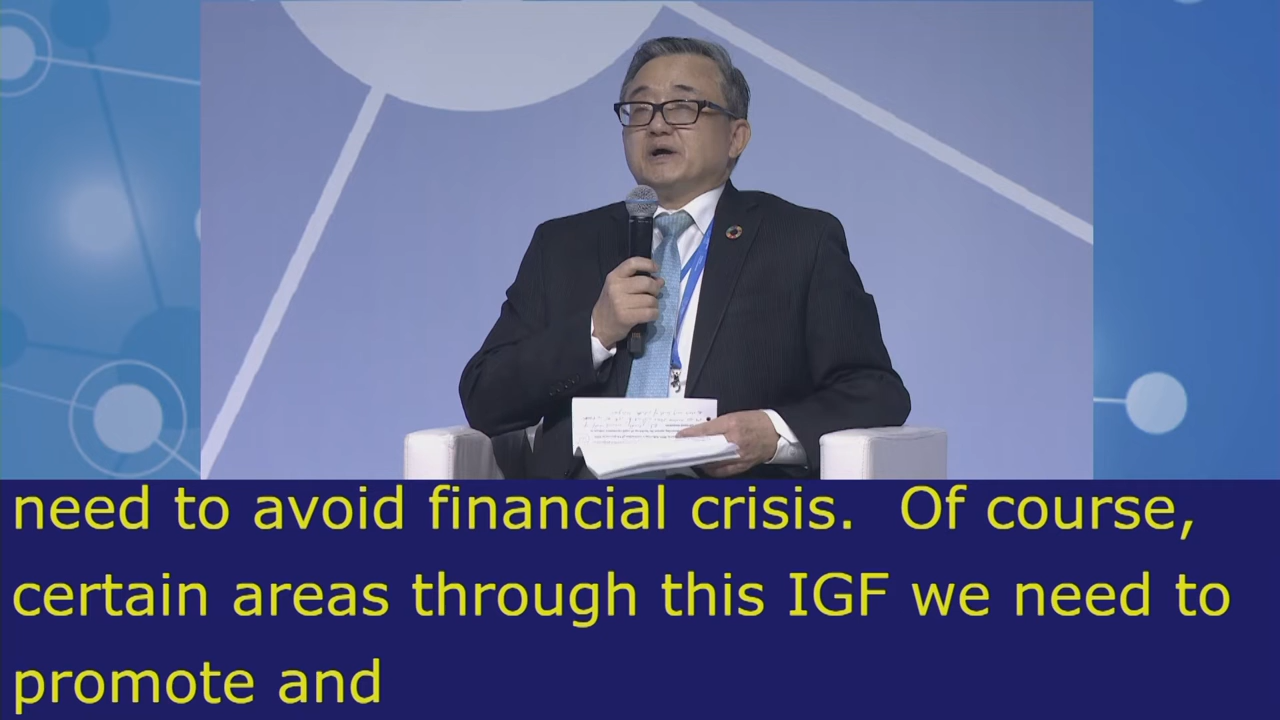 need to avoid financial crisis.  Of course,
certain areas through this IGF we need to
promote and